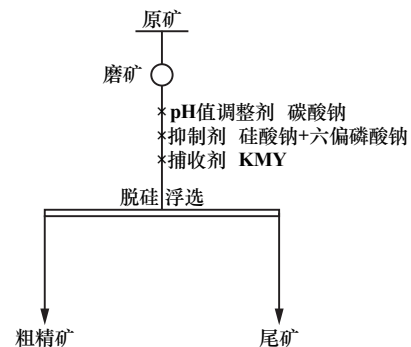 原矿
磨矿
pH值调整剂 碳酸钠
抑制剂 硅酸钠+六偏磷酸钠
捕收剂 KMY
脱硅 浮选
粗精矿 尾矿